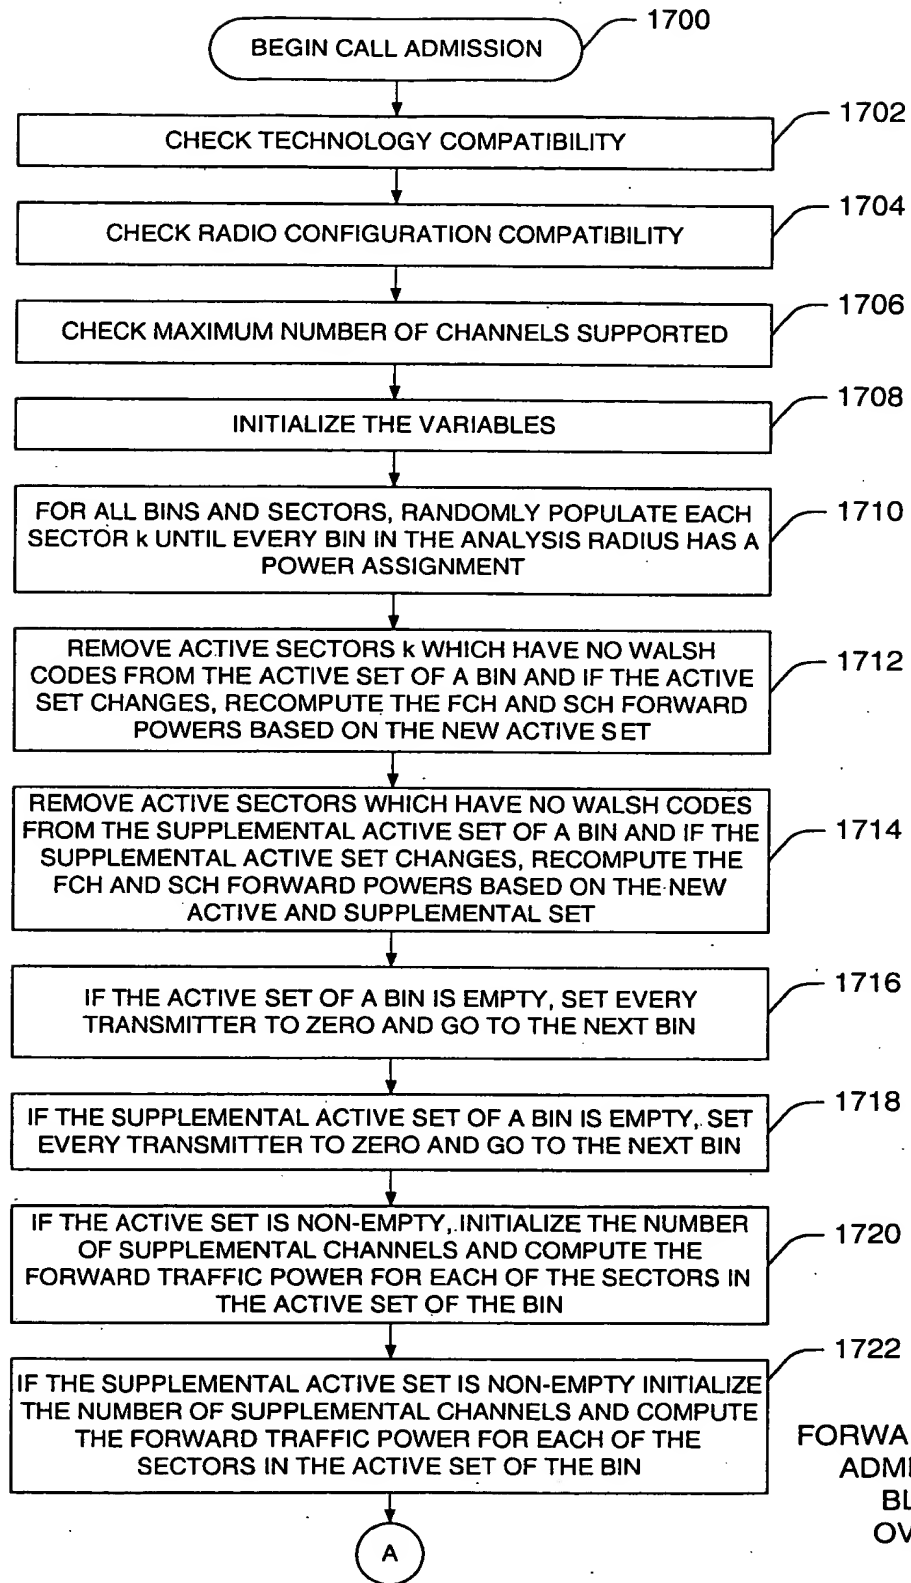 1700
BEGIN CALL ADMISSION
1702
CHECK TECHNOLOGY COMPATIBILITY
1704
CHECK RADIO CONFIGURATION COMPATIBILITY
1706
CHECK MAXIMUM NUMBER OF CHANNELS SUPPORTED
1708
INITIALIZE THE VARIABLES
1710
FOR ALL BINS AND SECTORS, RANDOMLY POPULATE EACH
SECTOR k UNTIL EVERY BIN IN THE ANALYSIS RADIUS HAS A
POWER ASSIGNMENT
1712
REMOVE ACTIVE SECTORS k WHICH HAVE NO WALSH
CODES FROM THE ACTIVE SET OF A BIN AND IF THE ACTIVE
SET CHANGES, RECOMPUTE THE FCH AND SCH FORWARD
POWERS BASED ON THE NEW ACTIVE SET
1714
REMOVE ACTIVE SECTORS WHICH HAVE NO WALSH CODES
FROM THE SUPPLEMENTAL ACTIVE SET OF A BIN AND IF THE
SUPPLEMENTAL ACTIVE SET CHANGES, RECOMPUTE THE
FCH AND SCH FORWARD POWERS BASED ON THE NEW
ACTIVE AND SUPPLEMENTAL SET
1716
IF THE ACTIVE SET OF A BIN IS EMPTY, SET EVERY
TRANSMITTER TO ZERO AND GO TO THE NEXT BIN
1718
IF THE SUPPLEMENTAL ACTIVE SET OF A BIN IS EMPTY, SET
EVERY TRANSMITTER TO ZERO AND GO TO THE NEXT BIN
1720
IF THE ACTIVE SET IS NON-EMPTY, INITIALIZE THE NUMBER
OF SUPPLEMENTAL CHANNELS AND COMPUTE THE
FORWARD TRAFFIC POWER FOR EACH OF THE SECTORS IN
THE ACTIVE SET OF THE BIN
1722
IF THE SUPPLEMENTAL ACTIVE SET IS NON-EMPTY INITIALIZE
THE NUMBER OF SUPPLEMENTAL CHANNELS AND COMPUTE
THE FORWARD TRAFFIC POWER FOR EACH OF THE
SECTORS IN THE ACTIVE SET OF THE BIN
FORWA
ADMI
BL
OV
A